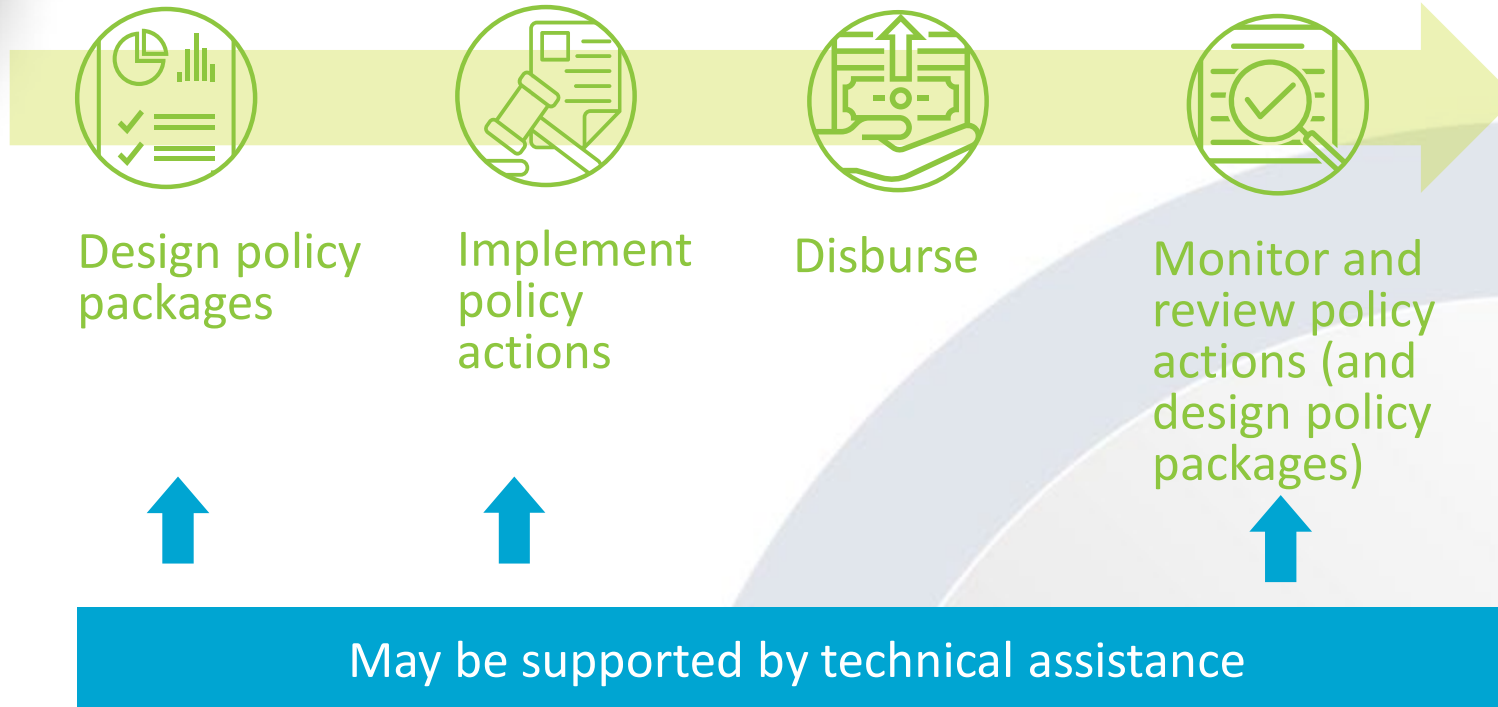 Design policy
packages
Implement
policy
actions
Disburse
Monitor and
review policy
actions (and
design policy
packages)
May be supported by technical assistance